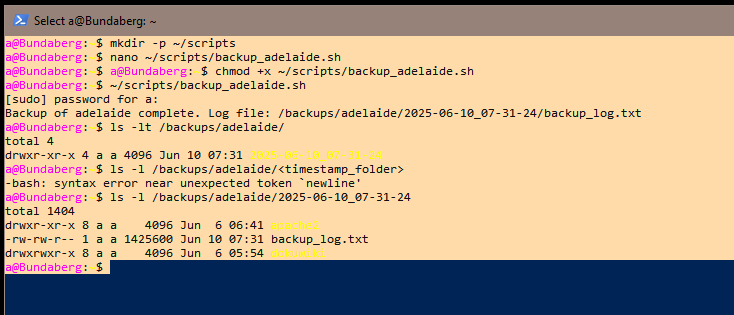 Select a@Bundaberg: ~
a@Bundaberg:~$ mkdir -p ~/scripts
a@Bundaberg:~$ nano ~/scripts/backup_adelaide.sh
a@Bundaberg:~$ a@Bundaberg:~$ chmod +x ~/scripts/backup_adelaide.sh
a@Bundaberg:~$ ~/scripts/backup_adelaide.sh
[sudo] password for a:
Backup of adelaide complete. Log file: /backups/adelaide/2025-06-10_07-31-24/backup_log.txt
a@Bundaberg:~$ ls -lt /backups/adelaide/
total 4
drwxr-xr-x 4 a a 4096 Jun 10 07:31 2025-06-10_07-31-24
a@Bundaberg:~$ ls -l /backups/adelaide/<timestamp_folder>
-bash: syntax error near unexpected token `newline'
a@Bundaberg:~$ ls -l /backups/adelaide/2025-06-10_07-31-24
total 1404
drwxr-xr-x 8 a a    4096 Jun  6 06:41
-rw-rw-r-- 1 a a 1425600 Jun 10 07:31 backup_log.txt
drwxrwxr-x 8 a a    4096 Jun  6 05:54
a@Bundaberg:~$